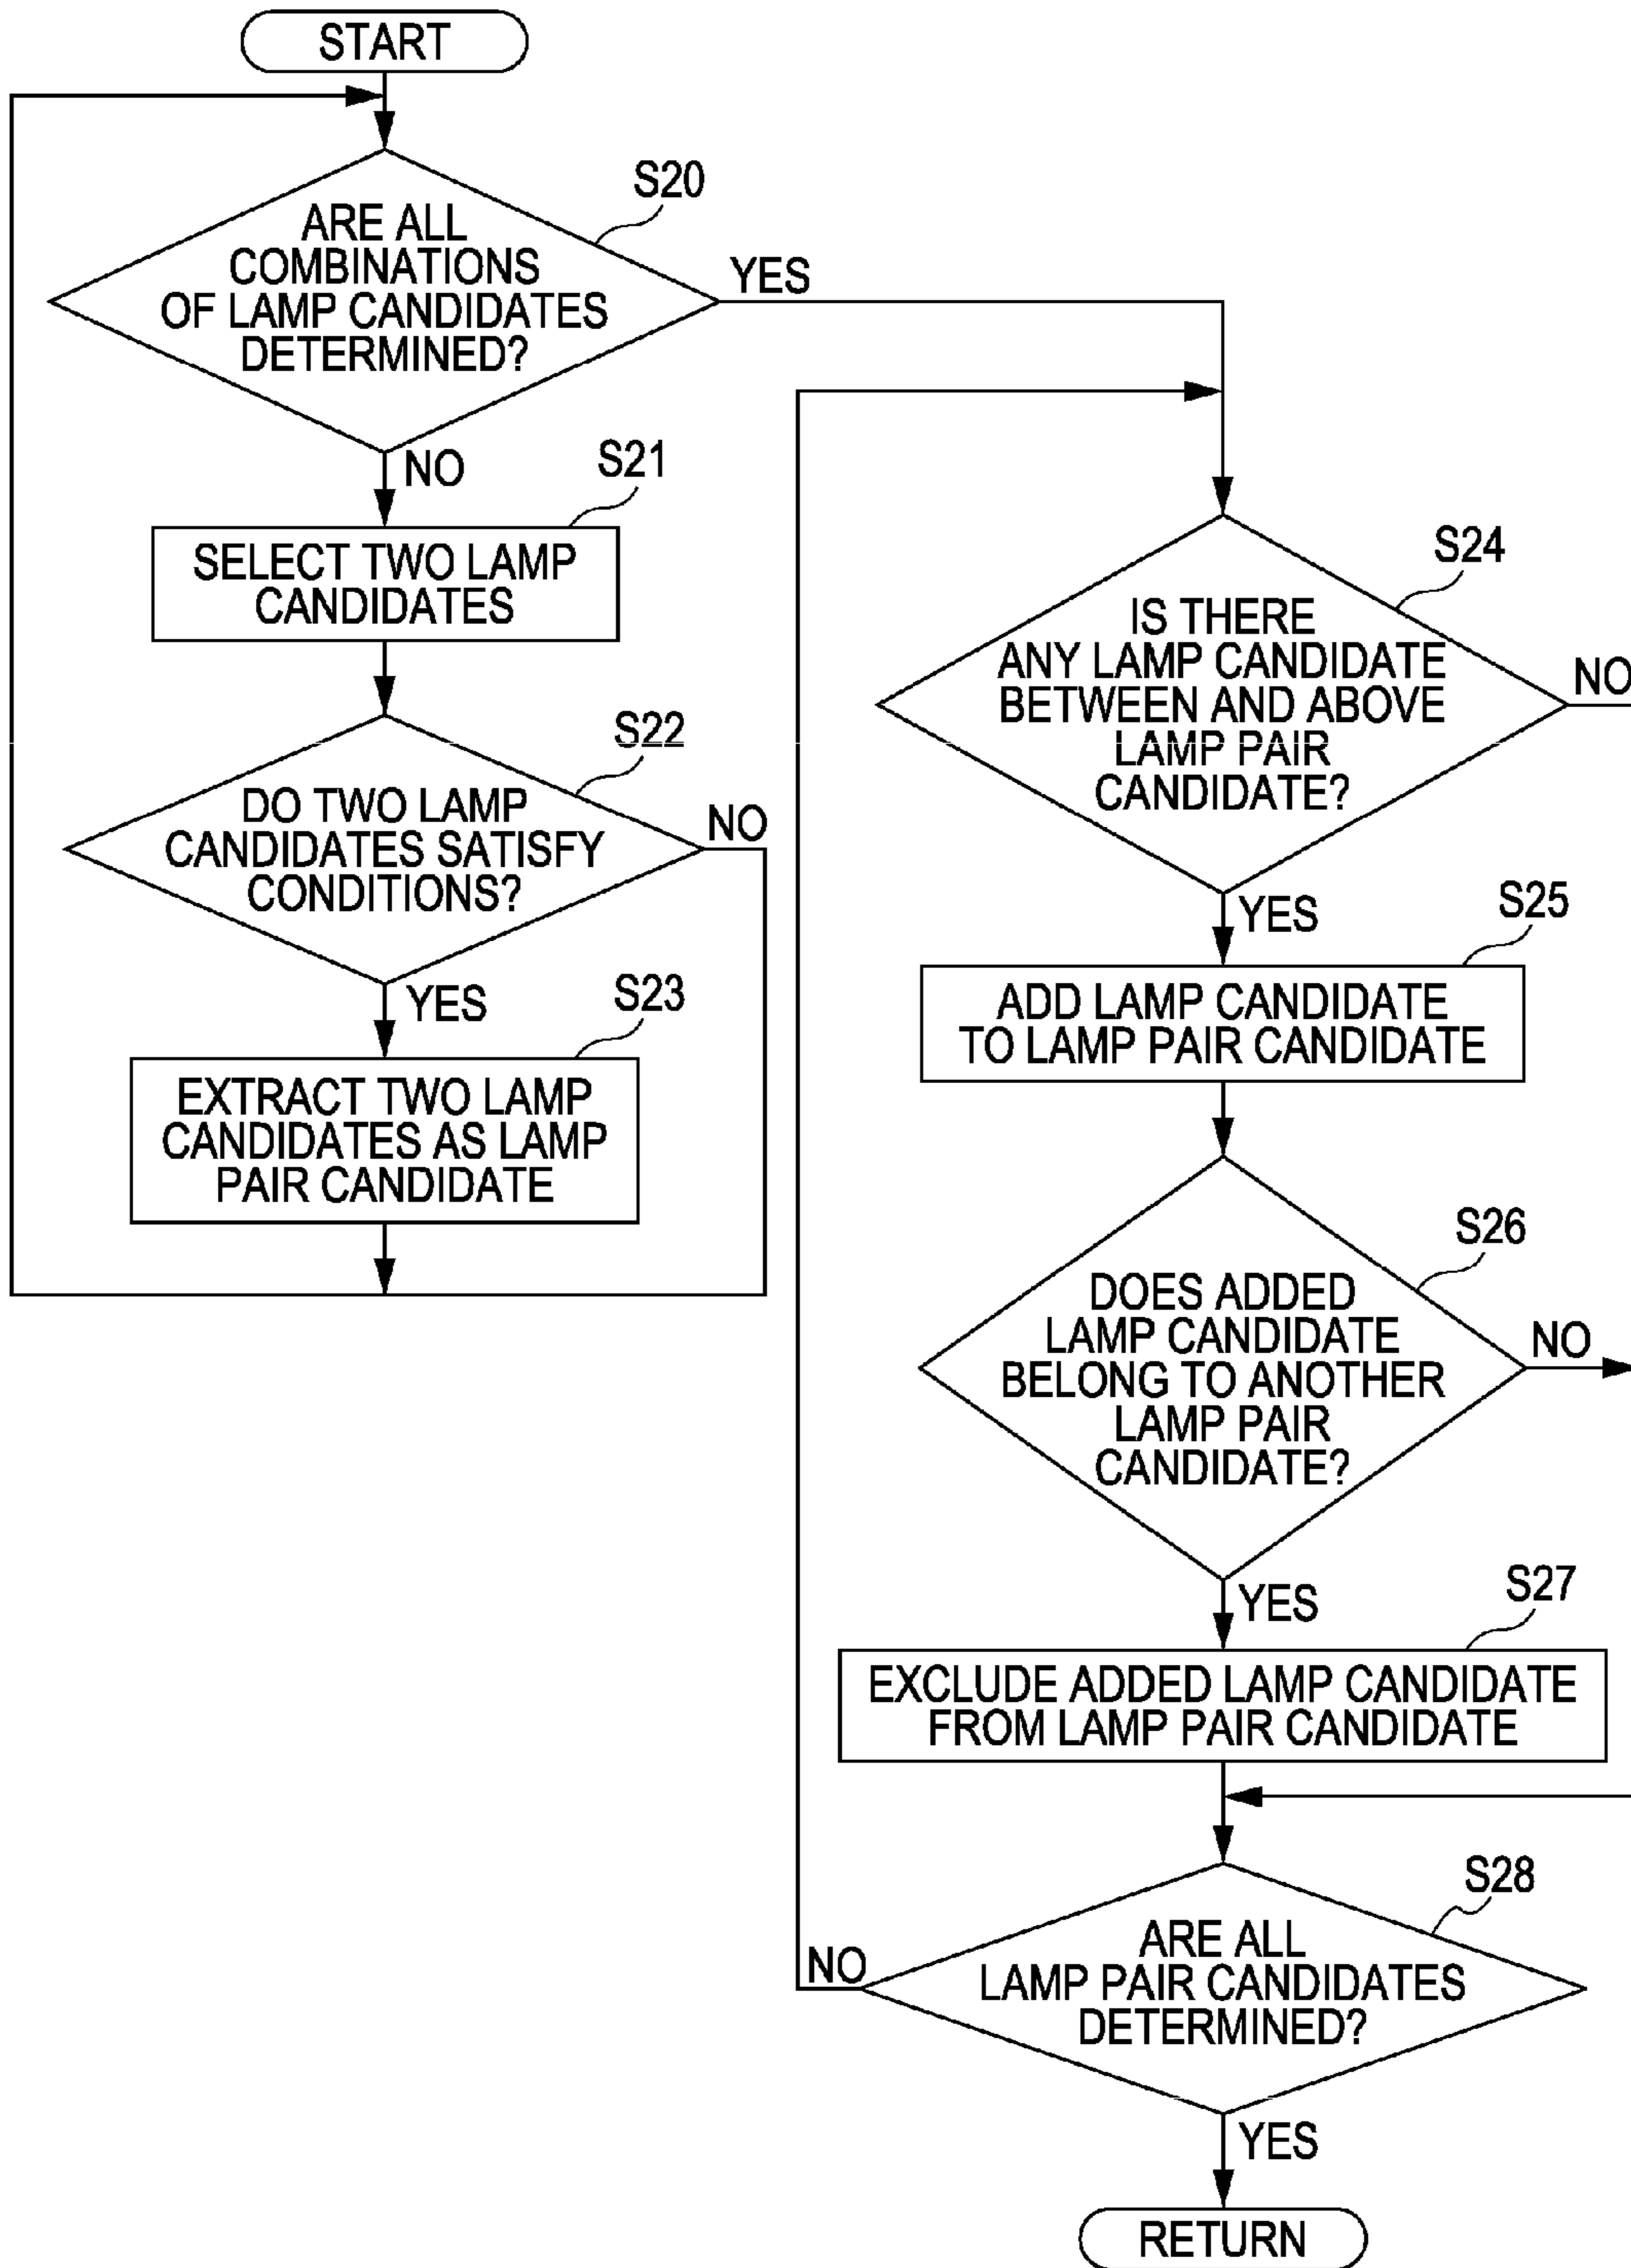 START
S20
ARE ALL
COMBINATIONS
OF LAMP CANDIDATES
DETERMINED?
YES
NO
S21
SELECT TWO LAMP
CANDIDATES
S22
DO TWO LAMP
CANDIDATES SATISFY
CONDITIONS?
NO
YES
S23
EXTRACT TWO LAMP
CANDIDATES AS LAMP
PAIR CANDIDATE
S24
IS THERE
ANY LAMP CANDIDATE
BETWEEN AND ABOVE
LAMP PAIR
CANDIDATE?
NO
YES
S25
ADD LAMP CANDIDATE
TO LAMP PAIR CANDIDATE
S26
DOES ADDED
LAMP CANDIDATE
BELONG TO ANOTHER
LAMP PAIR
CANDIDATE?
NO
YES
S27
EXCLUDE ADDED LAMP CANDIDATE
FROM LAMP PAIR CANDIDATE
S28
ARE ALL
LAMP PAIR CANDIDATES
DETERMINED?
NO
YES
RETURN